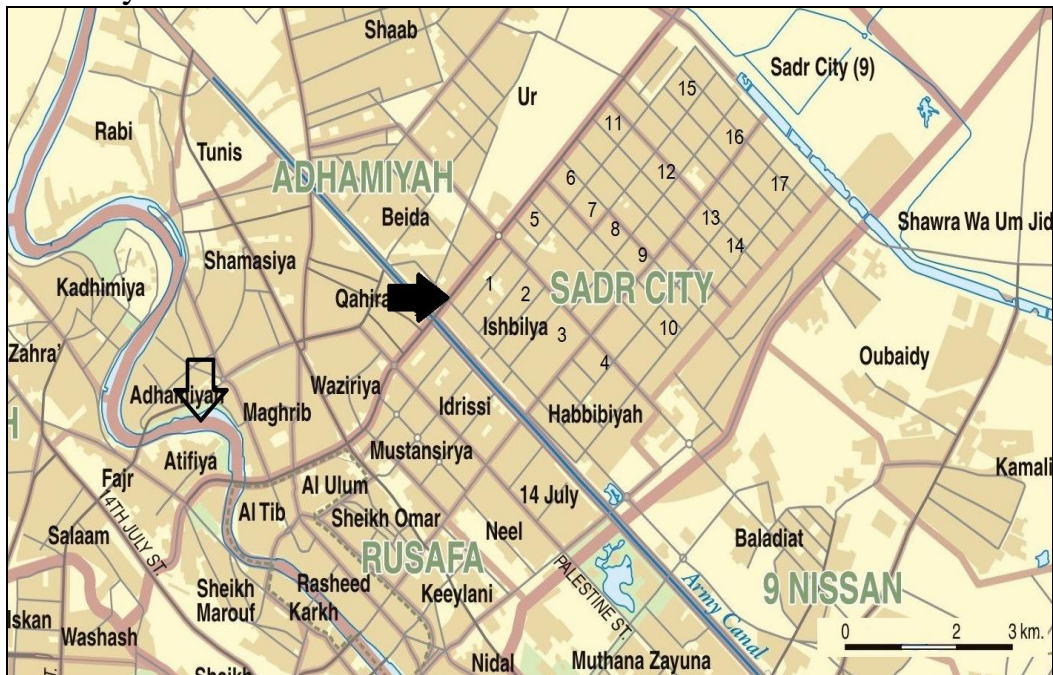 Shaab
Sadr City (9)
Ur
15
Rabi
11
16
Tunis
ADHAMIYAH
6
12
17
Beida
5
7
8
13
14
Shawra Wa Um Jid
Shamasiya
9
Kadhimiya
Qahira
1
2
SADR CITY
Ishbilya
3
10
Zahra'
4
Oubaidy
Adhamiyah
Waziriya
Maghrib
Idrissi
Habbibiyah
H
Atifiya
Mustansirya
Fajr
Al Ulum
14 July
Kamali
14TH JULY ST.
Al Tib
Sheikh Omar
Salaam
Neel
Baladiat
RUSAFA
PALESTINE ST.
Army Canal
9 NISSAN
Sheikh
Marouf
Rasheed
Karkh
Keeylani
Iskan
Washash
0 2 3 km.
Nidal
Muthana Zayuna
Sheikh
ST.